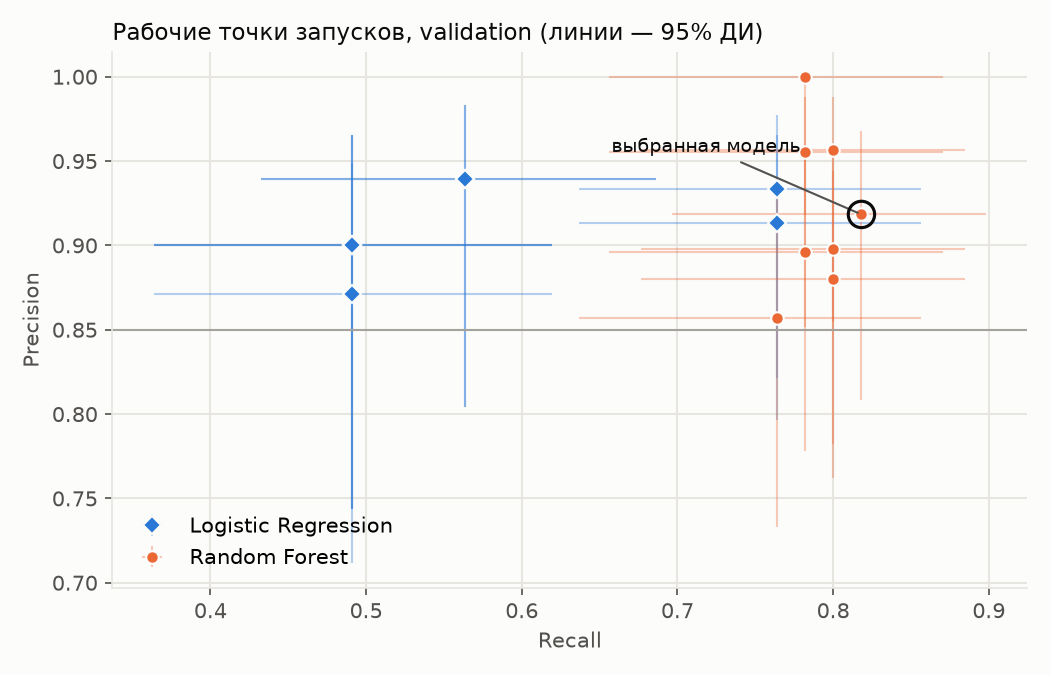 Рабочие точки запусков, validation (линии — 95% ДИ)
1.00
0.95
0.90
0.85
0.80
0.75
0.70
Precision
выбранная модель
Logistic Regression
Random Forest
0.4
0.5
0.6
0.7
0.8
0.9
Recall